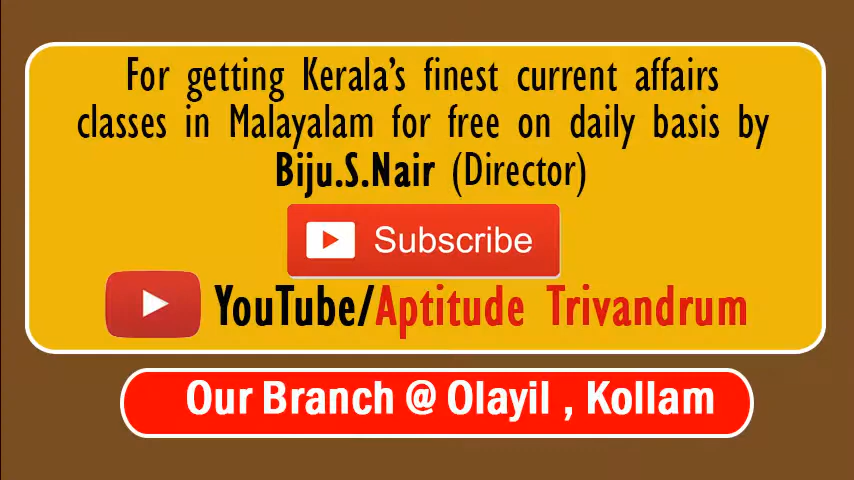 For getting Kerala’s finest current affairs
classes in Malayalam for free on daily basis by
Biju.S.Nair (Director)
Subscribe
YouTube/Aptitude Trivandrum
Our Branch @ Olayil , Kollam